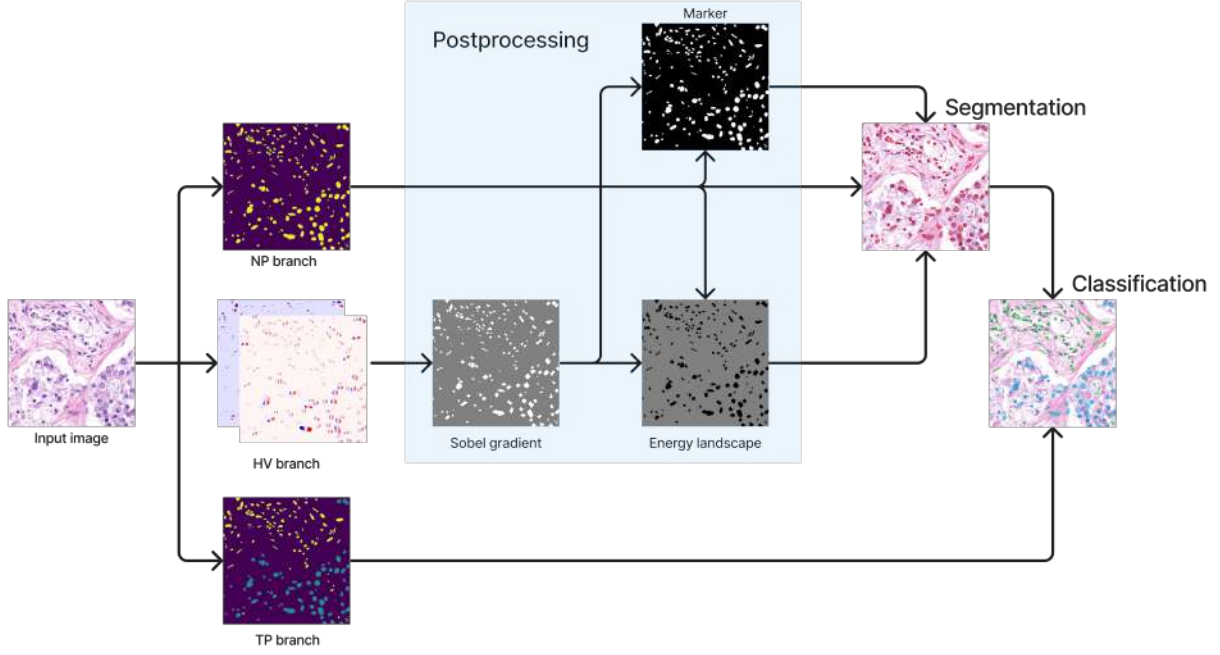 Marker
Postprocessing
Segmentation
NP branch
Classification
Input image
Sobel gradient
Energy landscape
HV branch
TP branch